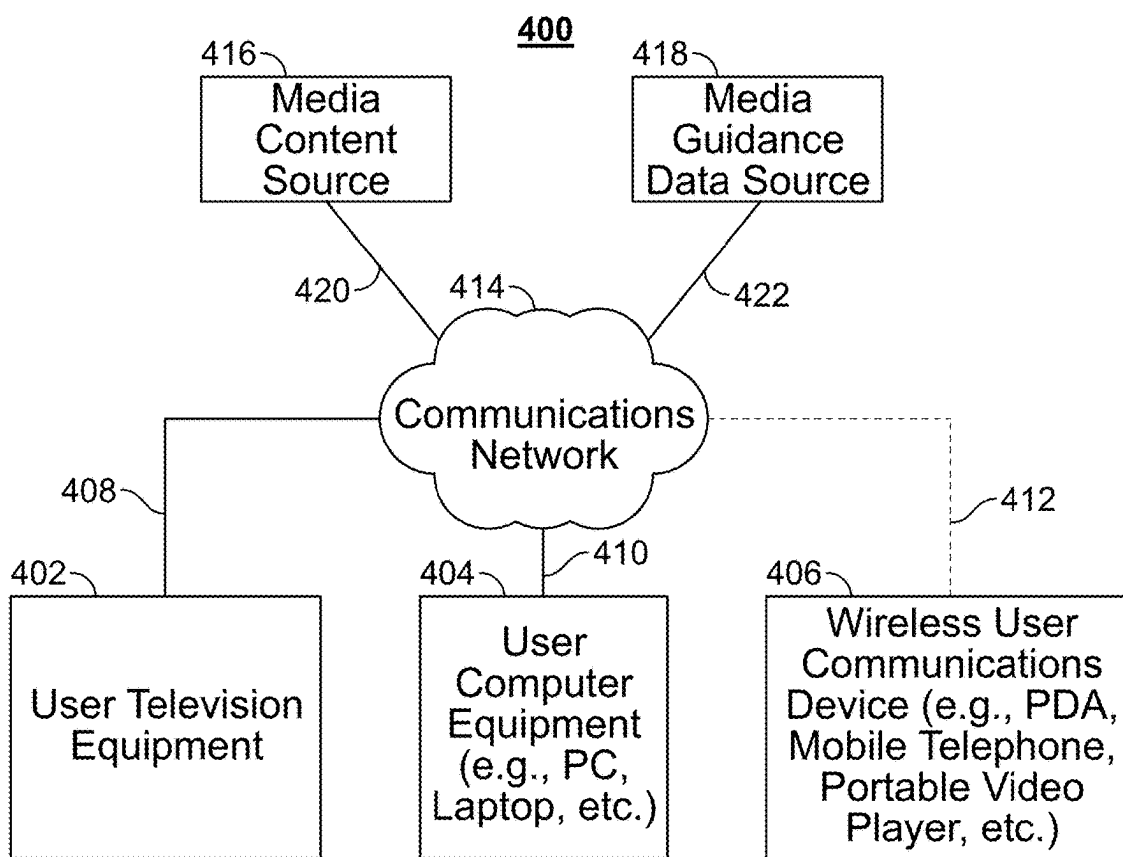 400
416
Media
Content
Source
418
Media
Guidance
Data Source
420
414
422
Communications
Network
408
410
412
402
User Television
Equipment
404
User
Computer
Equipment
(e.g., PC,
Laptop, etc.)
406
Wireless User
Communications
Device (e.g., PDA,
Mobile Telephone,
Portable Video
Player, etc.)